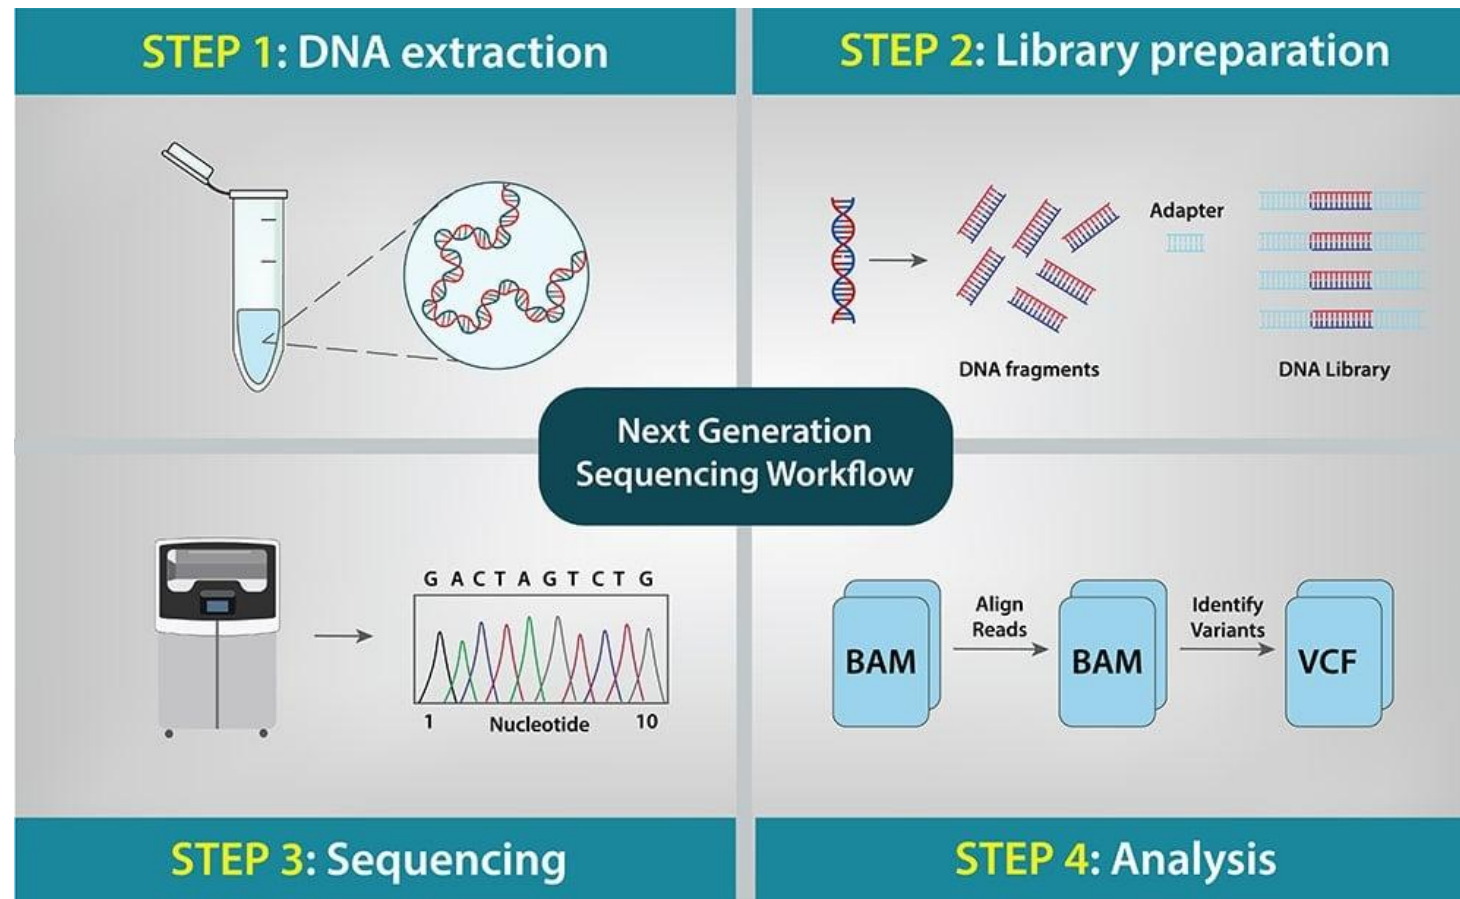 STEP 1: DNA extraction
STEP 2: Library preparation
Adapter
DNA fragments
DNA Library
Next Generation
Sequencing Workflow
G A C T A G T C T G
1 Nucleotide 10
Align
Reads
Identify
Variants
BAM
BAM
VCF
STEP 3: Sequencing
STEP 4: Analysis